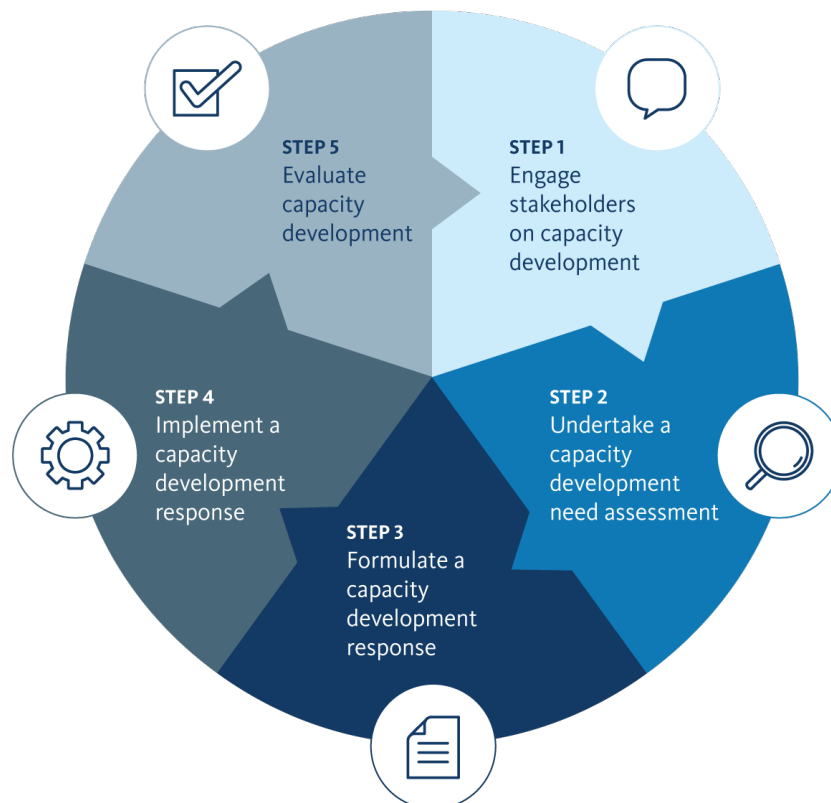 STEP 1
Engage
stakeholders
on capacity
development
STEP 2
Undertake a
capacity
development
need assessment
STEP 3
Formulate a
capacity
development
response
STEP 4
Implement a
capacity
development
response
STEP 5
Evaluate
capacity
development